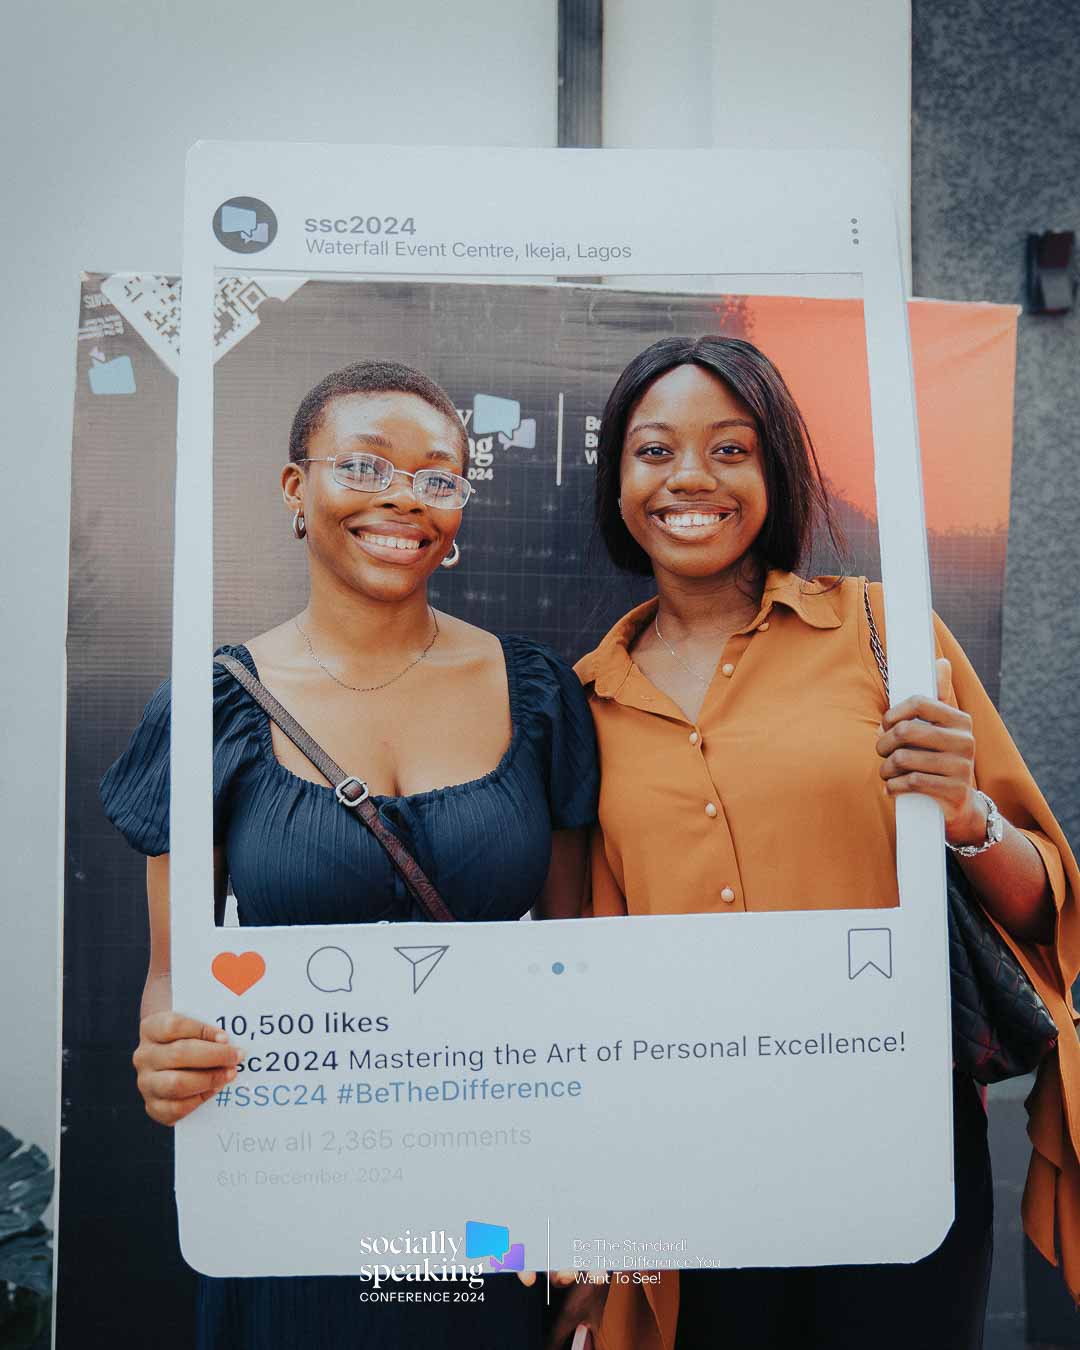 ssc2024
Waterfall Event Centre, Ikeja, Lagos
10,500 likes
sc2024 Mastering the Art of Personal Excellence!
#SSC24 #BeTheDifference
View all 2,365 comments
6th December 2024
socially
speaking
CONFERENCE 2024
Be The Standard!
Be The Difference You
Want To See!